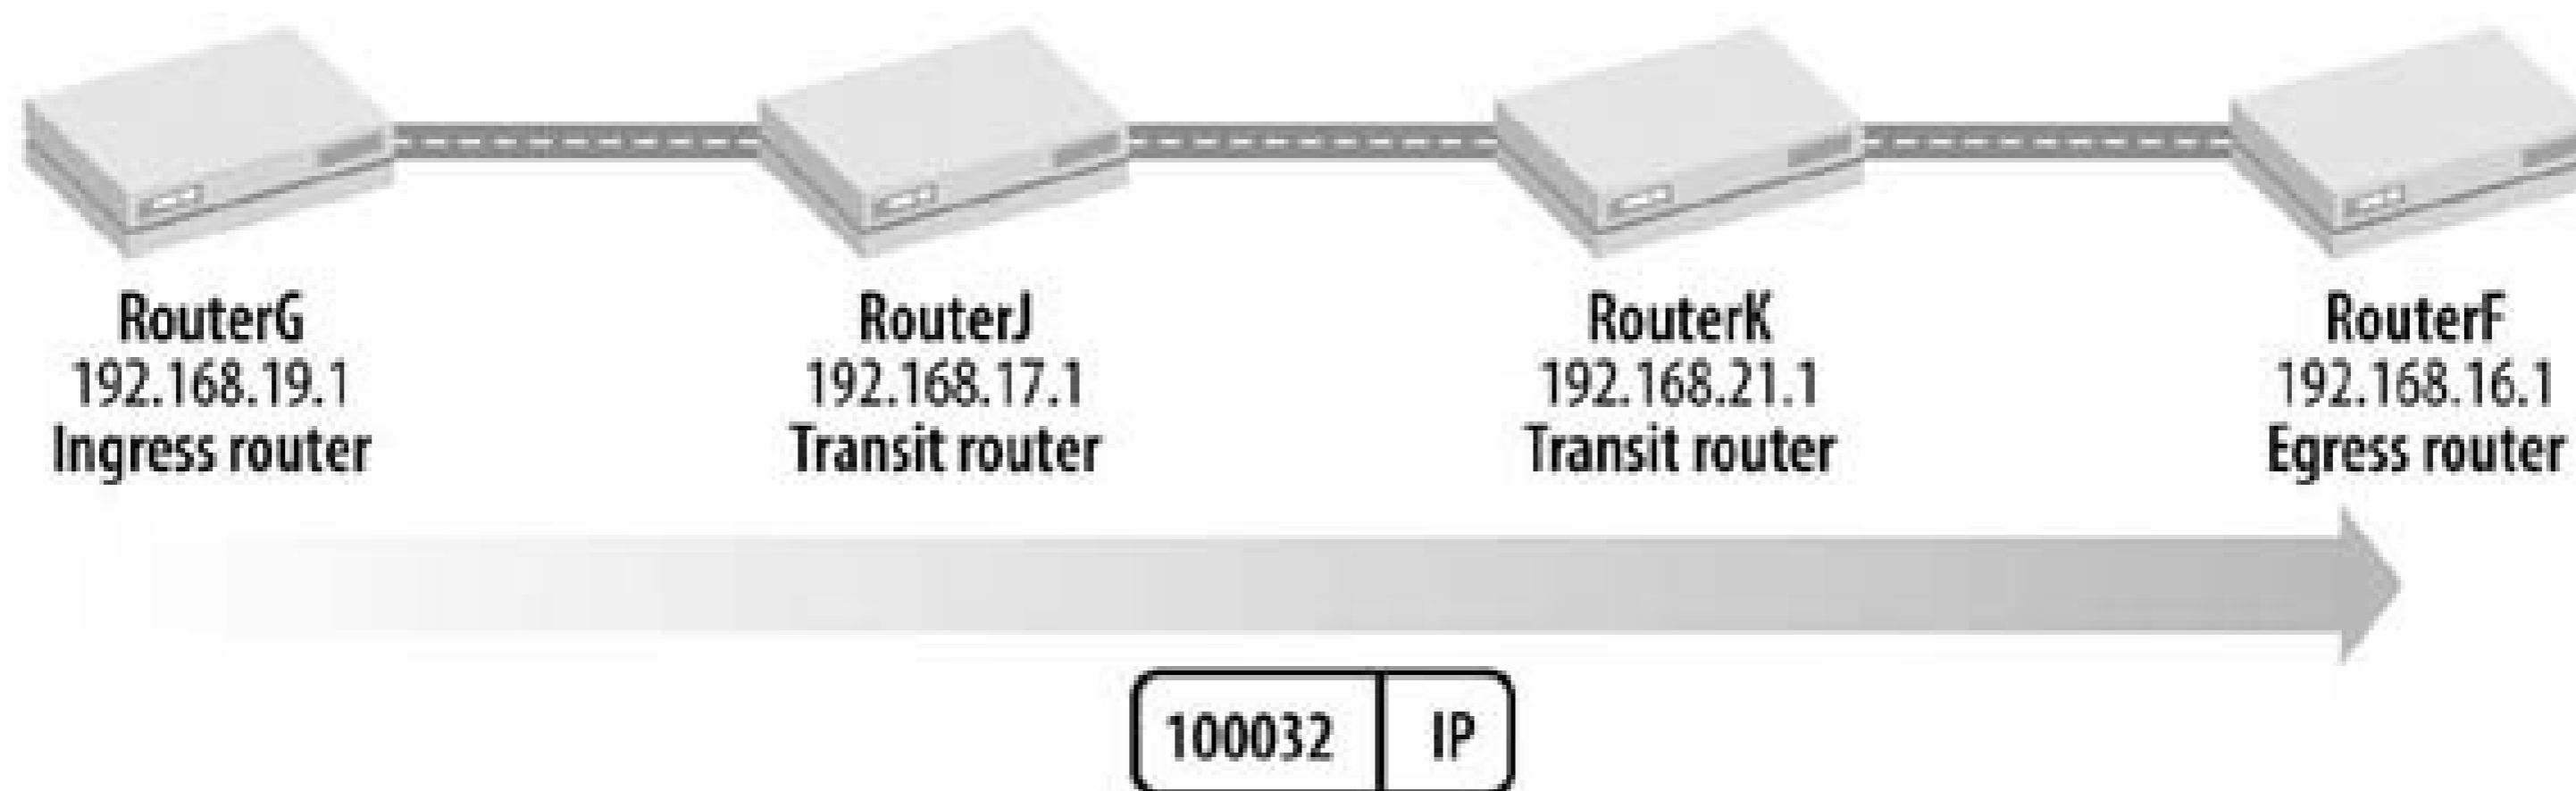 RouterG
192.168.19.1
Ingress router
RouterJ
192.168.17.1
Transit router
RouterK
192.168.21.1
Transit router
RouterF
192.168.16.1
Egress router
100032 IP